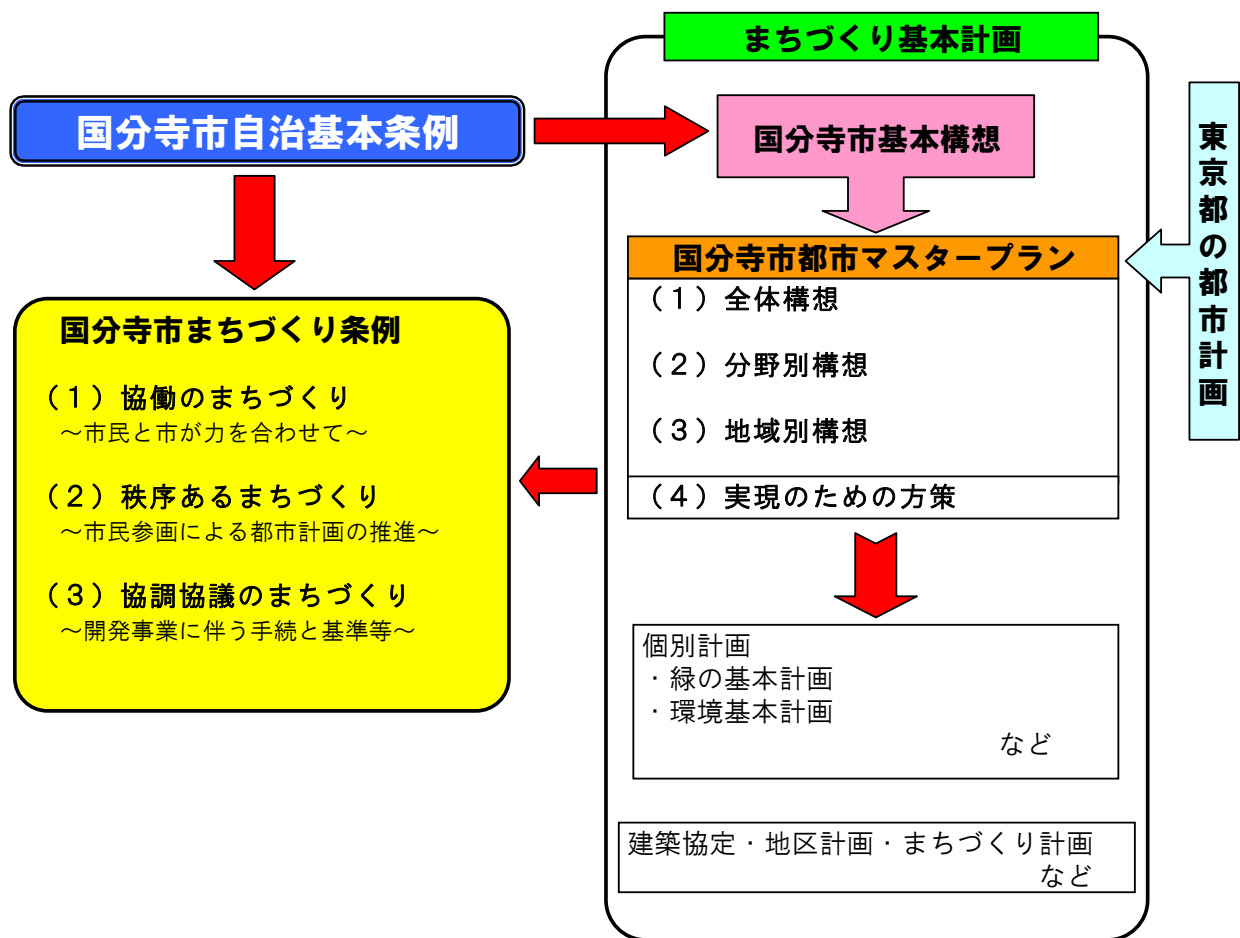 まちづくり基本計画
国分寺市自治基本条例
国分寺市基本構想
東京都の都市計画
国分寺市都市マスタープラン
（１）全体構想
（２）分野別構想
（３）地域別構想
（４）実現のための方策
国分寺市まちづくり条例
（１）協働のまちづくり
～市民と市が力を合わせて～
（２）秩序あるまちづくり
～市民参画による都市計画の推進～
（３）協調協議のまちづくり
～開発事業に伴う手続と基準等～
個別計画
・緑の基本計画
・環境基本計画
など
建築協定・地区計画・まちづくり計画
など